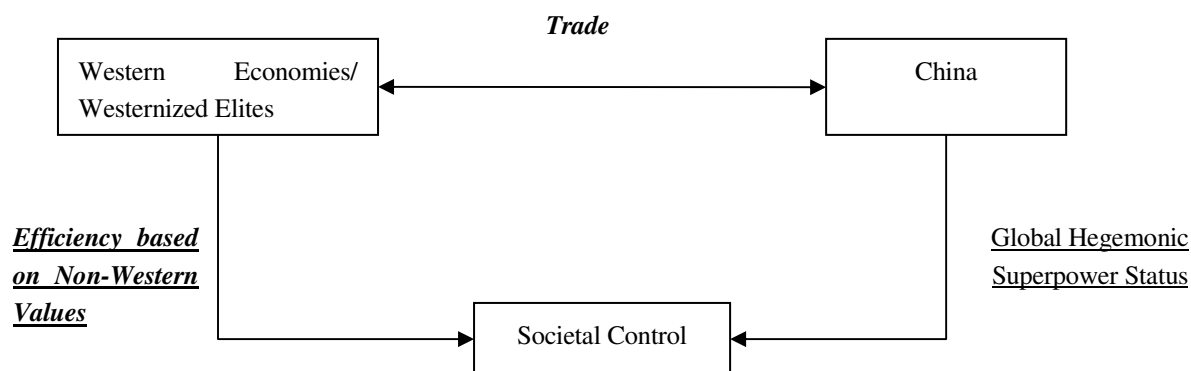 Trade
Western Economies/
Westernized Elites
China
Efficiency based
on Non-Western
Values
Global Hegemonic
Superpower Status
Societal Control